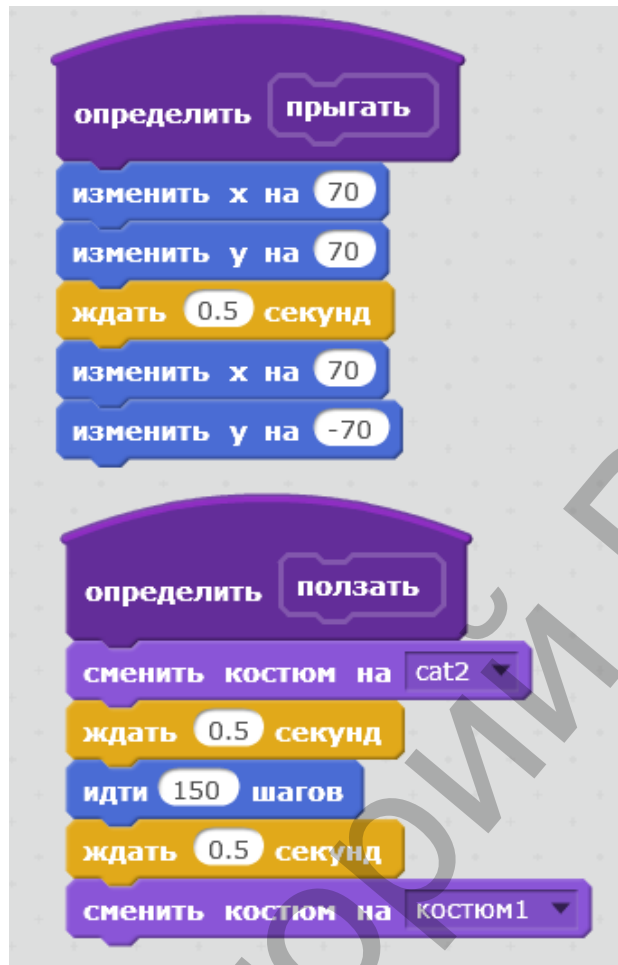 определить прыгать
изменить x на 70
изменить y на 70
ждать 0.5 секунд
изменить x на 70
изменить y на -70
определить ползать
сменить костюм на cat2
ждать 0.5 секунд
идти 150 шагов
ждать 0.5 секунд
сменить костюм на костюм1